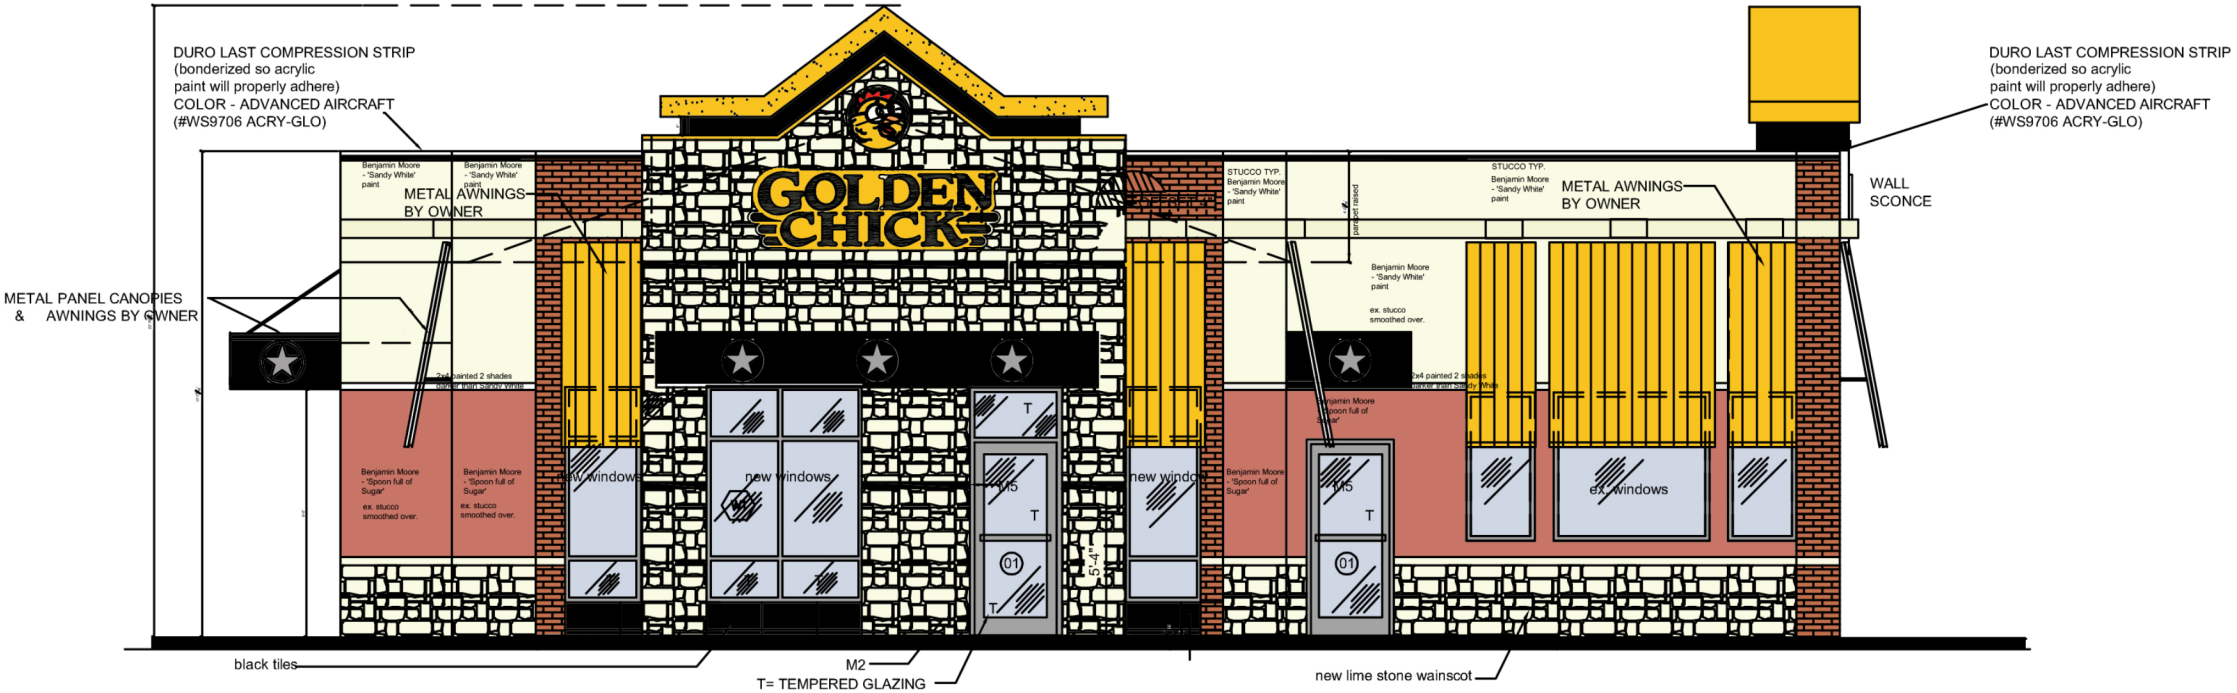 DURO LAST COMPRESSION STRIP
(bonderized so acrylic
paint will properly adhere)
COLOR - ADVANCED AIRCRAFT
(#WS9706 ACRY-GLO)
DURO LAST COMPRESSION STRIP
(bonderized so acrylic
paint will properly adhere)
COLOR - ADVANCED AIRCRAFT
(#WS9706 ACRY-GLO)
Benjamin Moore
- 'Sandy White'
paint
Benjamin Moore
- 'Sandy White'
paint
METAL AWNINGS
BY OWNER
GOLDEN
CHICK
STUCCO TYP.
Benjamin Moore
- 'Sandy White'
paint
parapet raised
STUCCO TYP.
Benjamin Moore
- 'Sandy White'
paint
METAL AWNINGS
BY OWNER
WALL
SCONCE
METAL PANEL CANOPIES
& AWNINGS BY OWNER
Benjamin Moore
- 'Sandy White'
paint
ex. stucco
smoothed over.
2x4 painted 2 shades
darker than Sandy White
2x4 painted 2 shades
darker than Sandy White
Benjamin Moore
- 'Spoon full of
Sugar'
Benjamin Moore
- 'Spoon full of
Sugar'
ex. stucco
smoothed over.
Benjamin Moore
- 'Spoon full of
Sugar'
ex. stucco
smoothed over.
new windows
new windows
T
M5
T
01
T
5'-4"
new window
Benjamin Moore
- 'Spoon full of
Sugar'
M5
T
01
ex. windows
black tiles
M2
T= TEMPERED GLAZING
new lime stone wainscot